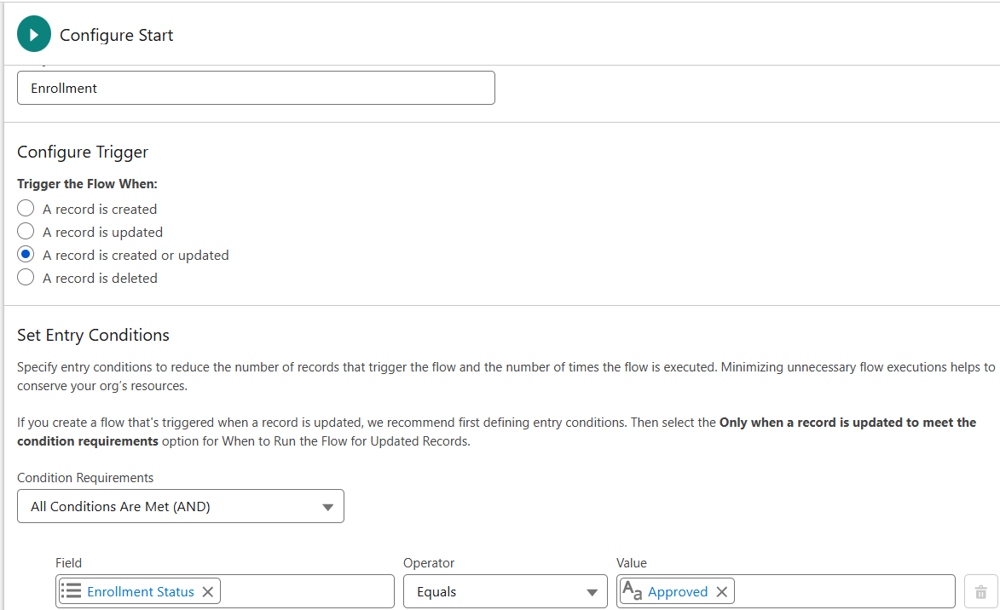 Configure Start
Enrollment
Configure Trigger
Trigger the Flow When:
A record is created
A record is updated
A record is created or updated
A record is deleted
Set Entry Conditions
Specify entry conditions to reduce the number of records that trigger the flow and the number of times the flow is executed. Minimizing unnecessary flow executions helps to
conserve your org's resources.
If you create a flow that's triggered when a record is updated, we recommend first defining entry conditions. Then select the Only when a record is updated to meet the
condition requirements option for When to Run the Flow for Updated Records.
Condition Requirements
All Conditions Are Met (AND)
Field Operator Value
Enrollment Status Equals Aa Approved